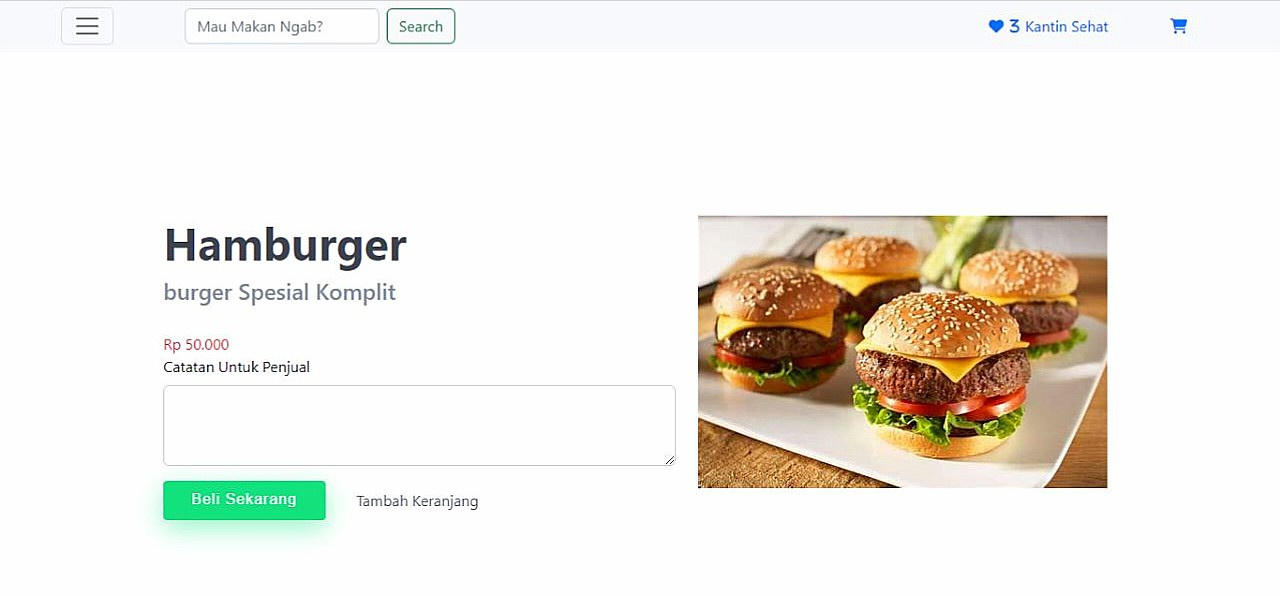 Mau Makan Ngab? Search 3 Kantin Sehat
Hamburger
burger Spesial Komplit
Rp 50.000
Catatan Untuk Penjual
Beli Sekarang Tambah Keranjang